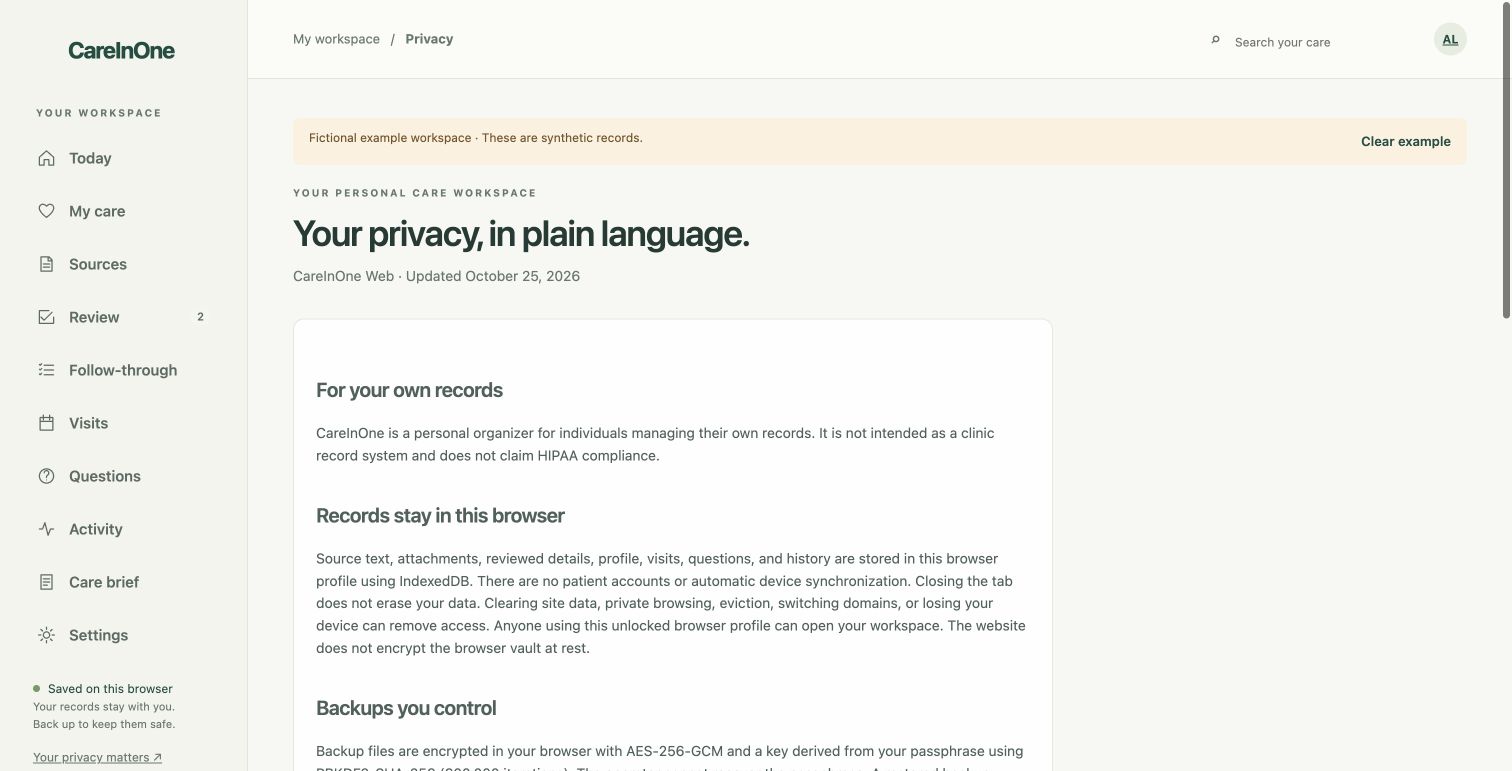 CareInOne
YOUR WORKSPACE
Today
My care
Sources
Review 2
Follow-through
Visits
Questions
Activity
Care brief
Settings
Saved on this browser
Your records stay with you.
Back up to keep them safe.
Your privacy matters ↗
My workspace / Privacy
Search your care
AL
Fictional example workspace · These are synthetic records.
Clear example
YOUR PERSONAL CARE WORKSPACE
Your privacy, in plain language.
CareInOne Web · Updated October 25, 2026
For your own records
CareInOne is a personal organizer for individuals managing their own records. It is not intended as a clinic
record system and does not claim HIPAA compliance.
Records stay in this browser
Source text, attachments, reviewed details, profile, visits, questions, and history are stored in this browser
profile using IndexedDB. There are no patient accounts or automatic device synchronization. Closing the tab
does not erase your data. Clearing site data, private browsing, eviction, switching domains, or losing your
device can remove access. Anyone using this unlocked browser profile can open your workspace. The website
does not encrypt the browser vault at rest.
Backups you control
Backup files are encrypted in your browser with AES-256-GCM and a key derived from your passphrase using